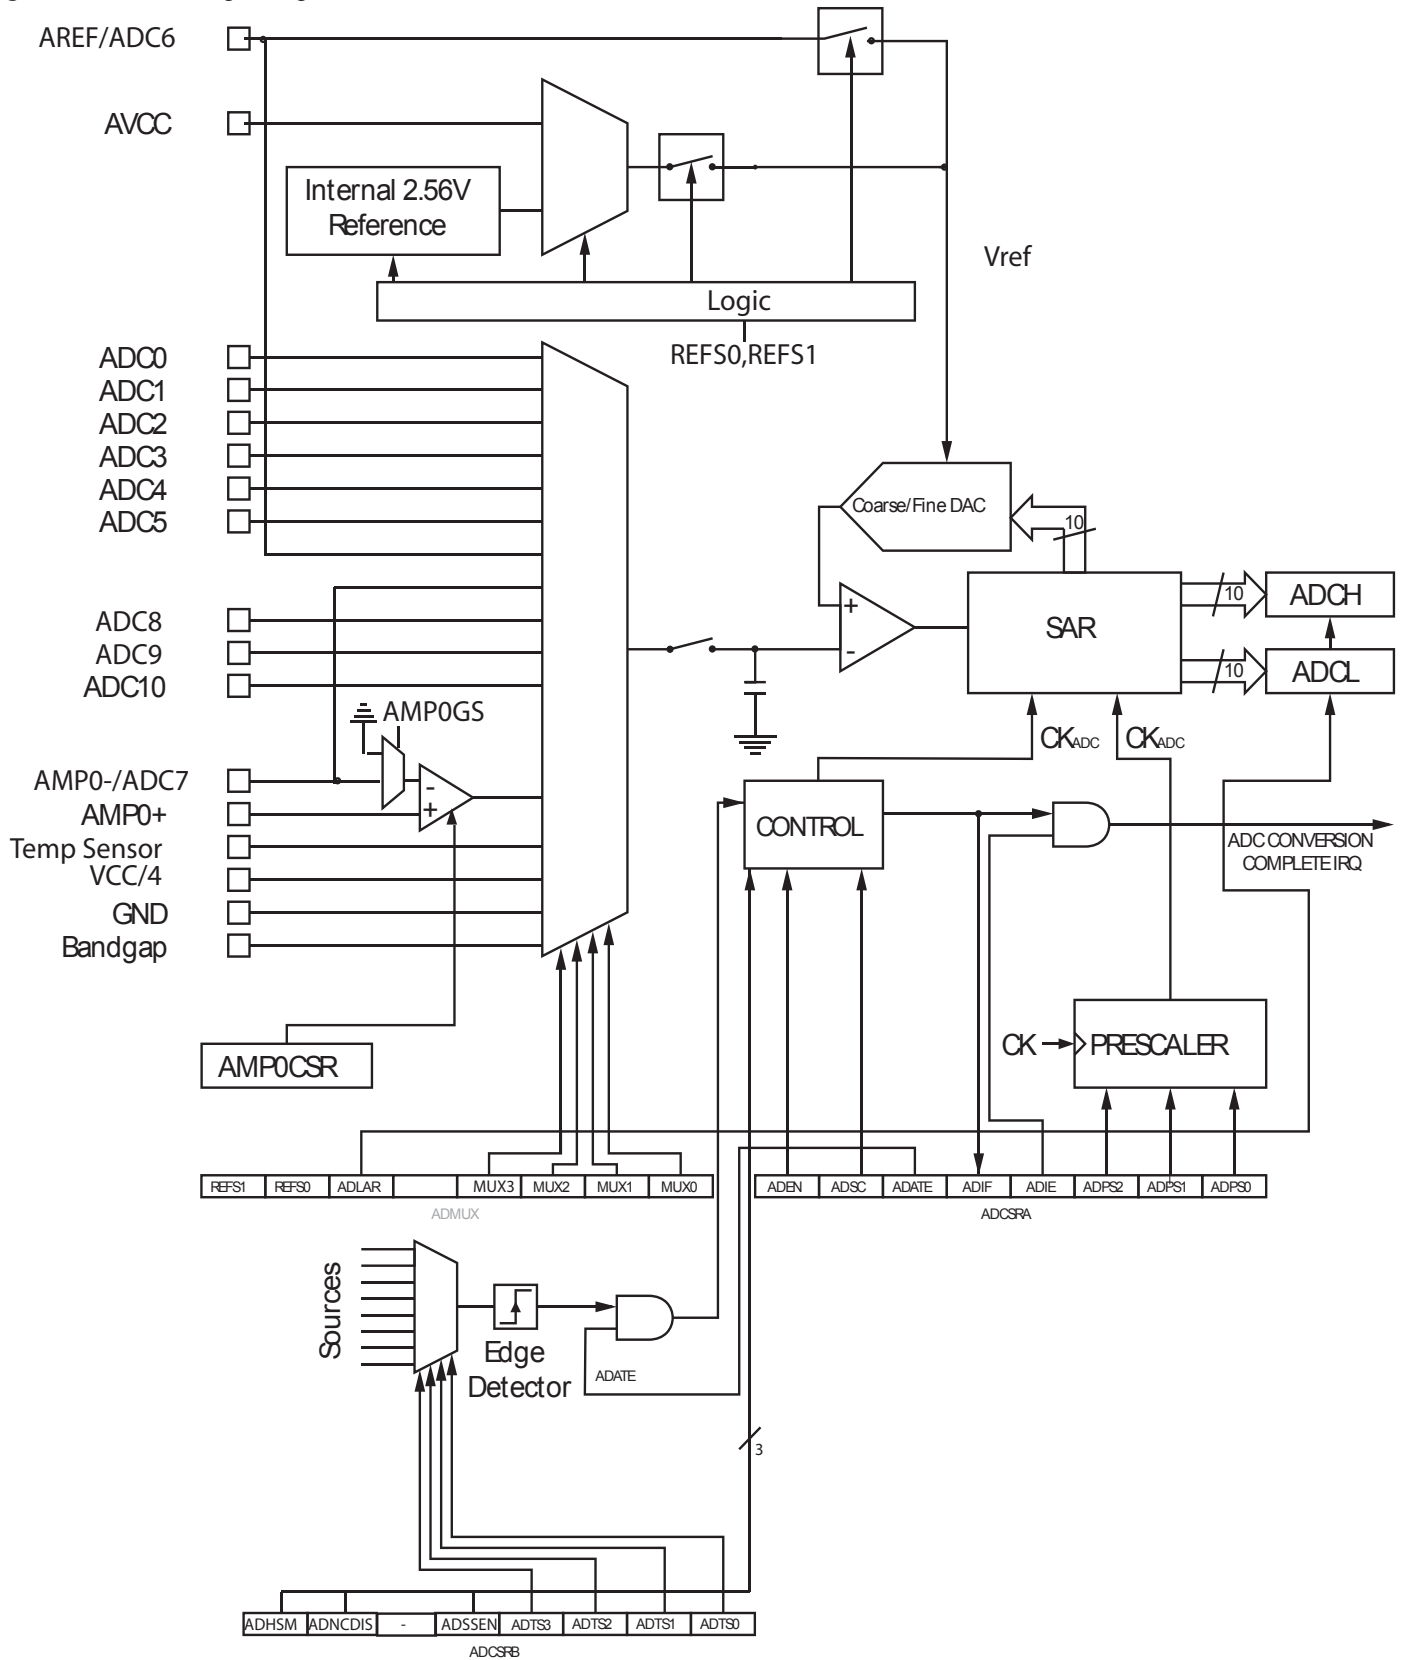 AREF/ADC6
AVCC
Internal 2.56V
Reference
Vref
Logic
REFS0,REFS1
ADC0
ADC1
ADC2
ADC3
ADC4
ADC5
Coarse/Fine DAC
10
ADC8
ADC9
ADC10
+
-
SAR
10
ADCH
10
ADCL
AMP0GS
CKADC
CKADC
AMP0-/ADC7
AMP0+
-
+
Temp Sensor
VCC/4
GND
Bandgap
CONTROL
ADC CONVERSION
COMPLETE IRQ
AMP0CSR
CK
PRESCALER
REFS1 REFS0 ADLAR MUX3 MUX2 MUX1 MUX0
ADMUX
ADEN ADSC ADATE ADIF ADIE ADPS2 ADPS1 ADPS0
ADCSRA
Sources
Edge
Detector
ADATE
3
ADHSM ADNCDIS - ADSSEN ADTS3 ADTS2 ADTS1 ADTS0
ADCSRB